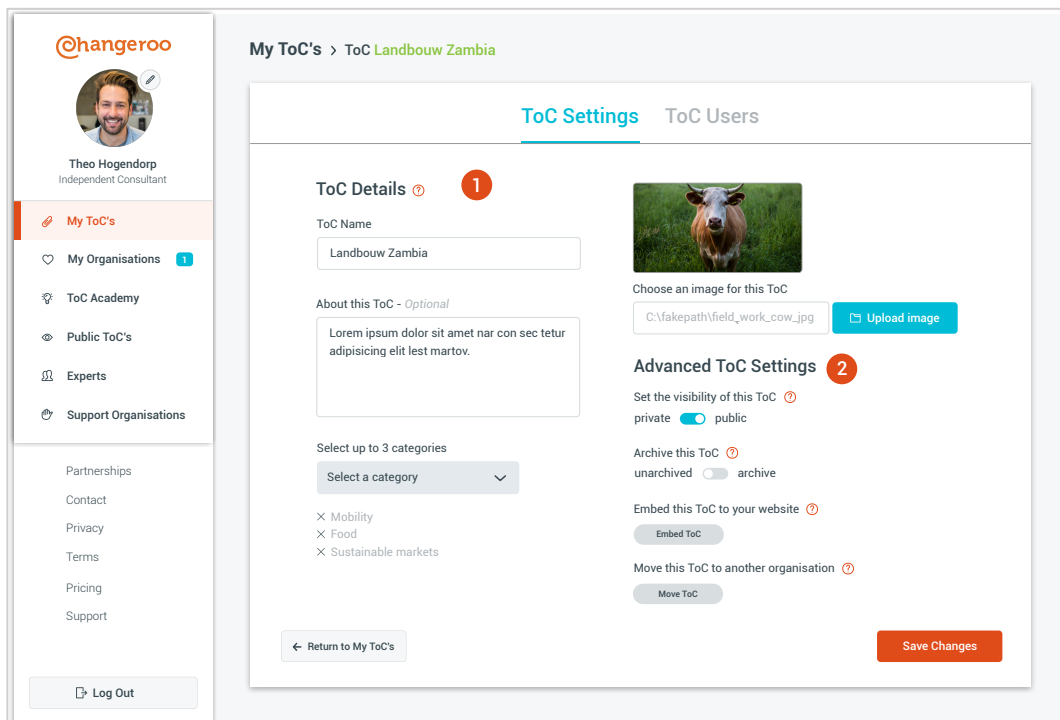 Changeroo
Theo Hogendorp
Independent Consultant
My ToC's
My Organisations 1
ToC Academy
Public ToC's
Experts
Support Organisations
Partnerships
Contact
Privacy
Terms
Pricing
Support
Log Out
My ToC's > ToC Landbouw Zambia
ToC Settings ToC Users
ToC Details ? 1
ToC Name
Landbouw Zambia
About this ToC - Optional
Lorem ipsum dolor sit amet nar con sec tetur
adipisicing elit lest martov.
Select up to 3 categories
Select a category
× Mobility
× Food
× Sustainable markets
← Return to My ToC's
Choose an image for this ToC
C:\fakepath\field_work_cow_jpg Upload image
Advanced ToC Settings 2
Set the visibility of this ToC ?
private public
Archive this ToC ?
unarchived archive
Embed this ToC to your website ?
Embed ToC
Move this ToC to another organisation ?
Move ToC
Save Changes